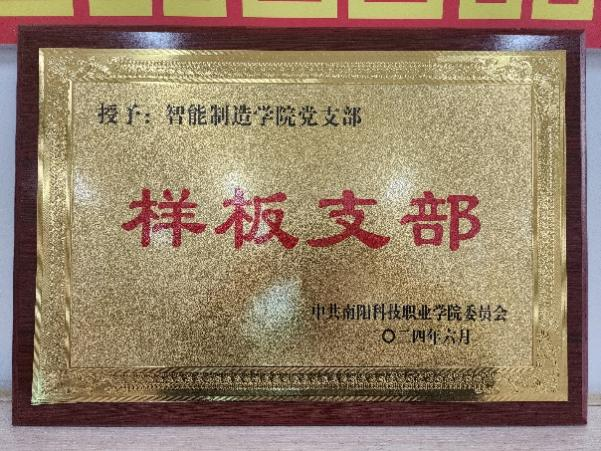 授予：智能制造学院党支部
样板支部
中共南阳科技职业学院委员会
〇二四年六月